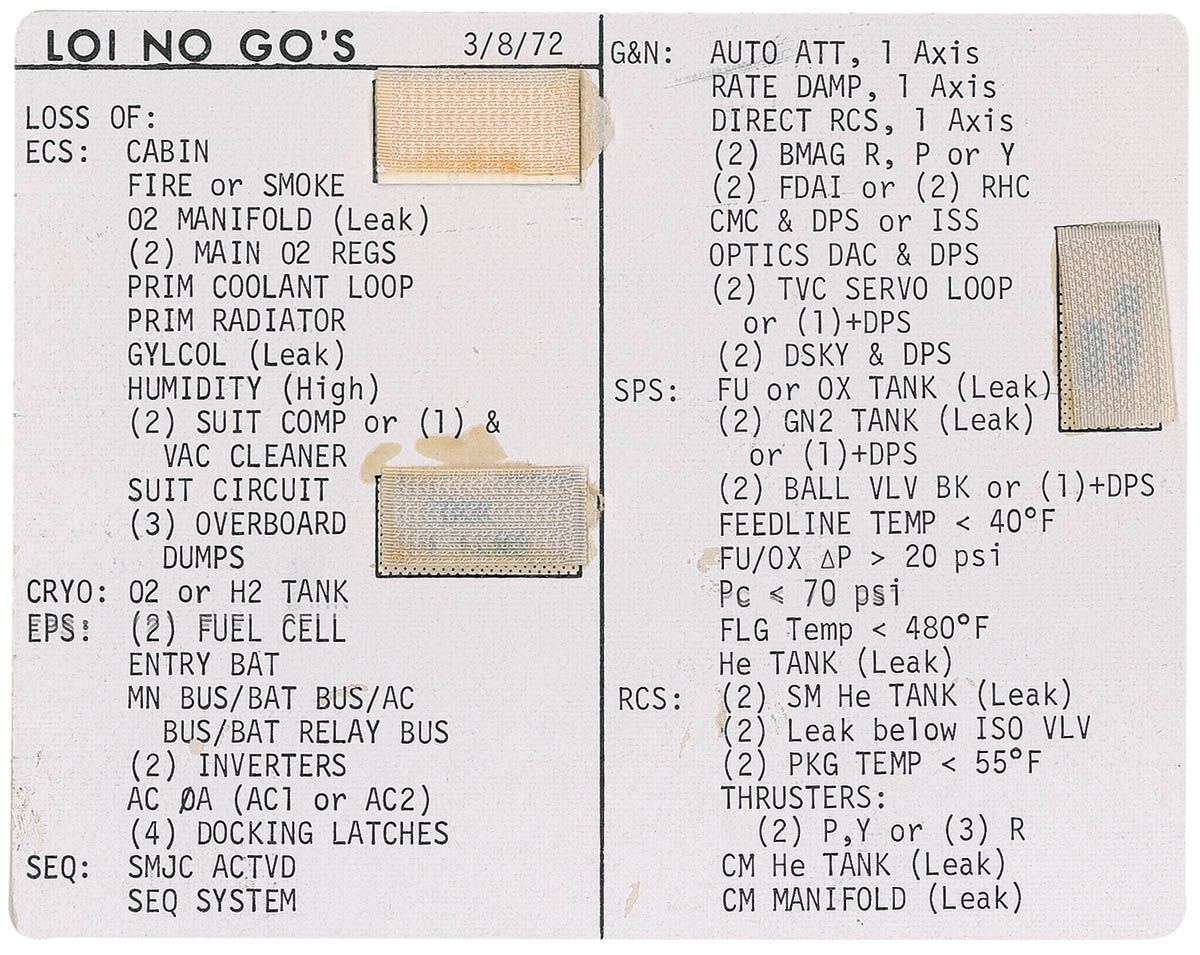 LOI NO GO'S 3/8/72
LOSS OF:
ECS: CABIN
FIRE or SMOKE
O2 MANIFOLD (Leak)
(2) MAIN O2 REGS
PRIM COOLANT LOOP
PRIM RADIATOR
GYLCOL (Leak)
HUMIDITY (High)
(2) SUIT COMP or (1) &
VAC CLEANER
SUIT CIRCUIT
(3) OVERBOARD
DUMPS
CRYO: O2 or H2 TANK
EPS: (2) FUEL CELL
ENTRY BAT
MN BUS/BAT BUS/AC
BUS/BAT RELAY BUS
(2) INVERTERS
AC ØA (AC1 or AC2)
(4) DOCKING LATCHES
SEQ: SMJC ACTVD
SEQ SYSTEM
G&N: AUTO ATT, 1 Axis
RATE DAMP, 1 Axis
DIRECT RCS, 1 Axis
(2) BMAG R, P or Y
(2) FDAI or (2) RHC
CMC & DPS or ISS
OPTICS DAC & DPS
(2) TVC SERVO LOOP
or (1)+DPS
(2) DSKY & DPS
SPS: FU or OX TANK (Leak)
(2) GN2 TANK (Leak)
or (1)+DPS
(2) BALL VLV BK or (1)+DPS
FEEDLINE TEMP < 40°F
FU/OX ΔP > 20 psi
Pc ≤ 70 psi
FLG Temp < 480°F
He TANK (Leak)
RCS: (2) SM He TANK (Leak)
(2) Leak below ISO VLV
(2) PKG TEMP < 55°F
THRUSTERS:
(2) P,Y or (3) R
CM He TANK (Leak)
CM MANIFOLD (Leak)